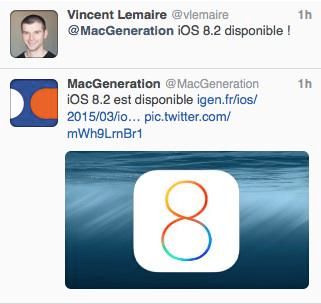 Vincent Lemaire @vlemaire 1h
@MacGeneration iOS 8.2 disponible !
MacGeneration @MacGeneration 1h
iOS 8.2 est disponible igen.fr/ios/
2015/03/io… pic.twitter.com/
mWh9LrnBr1
8